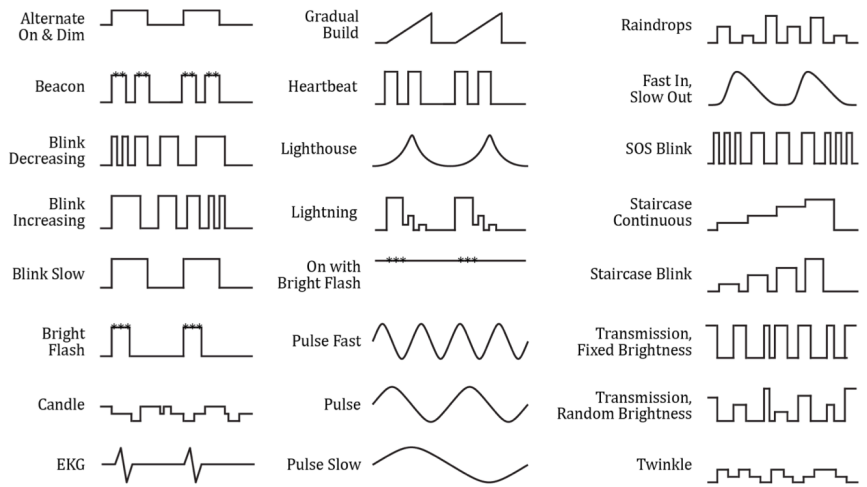 Alternate
On & Dim
Beacon
Blink
Decreasing
Blink
Increasing
Blink Slow
Bright
Flash
Candle
EKG
Gradual
Build
Heartbeat
Lighthouse
Lightning
On with
Bright Flash
Pulse Fast
Pulse
Pulse Slow
Raindrops
Fast In,
Slow Out
SOS Blink
Staircase
Continuous
Staircase Blink
Transmission,
Fixed Brightness
Transmission,
Random Brightness
Twinkle